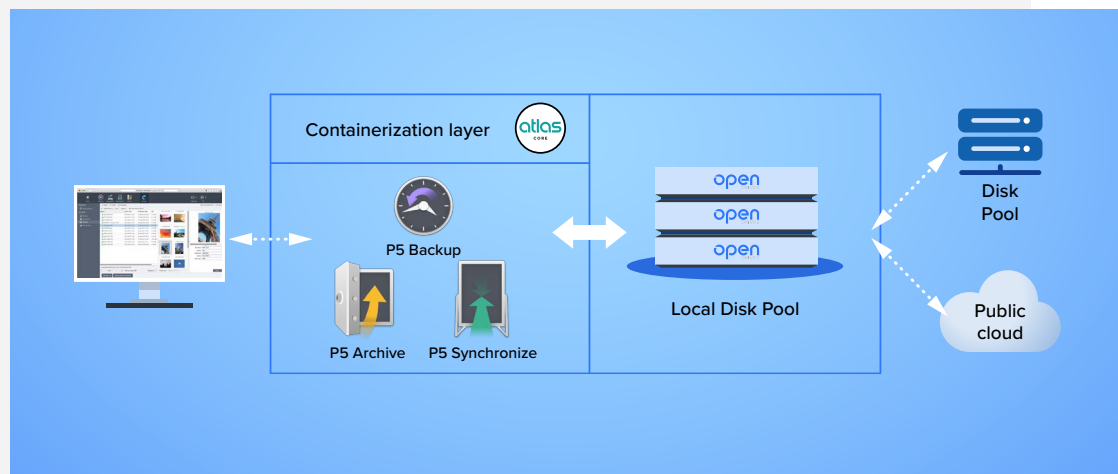 Containerization layer
atlas
CORE
P5 Backup
P5 Archive
P5 Synchronize
open
open
open
Local Disk Pool
Disk
Pool
Public
cloud